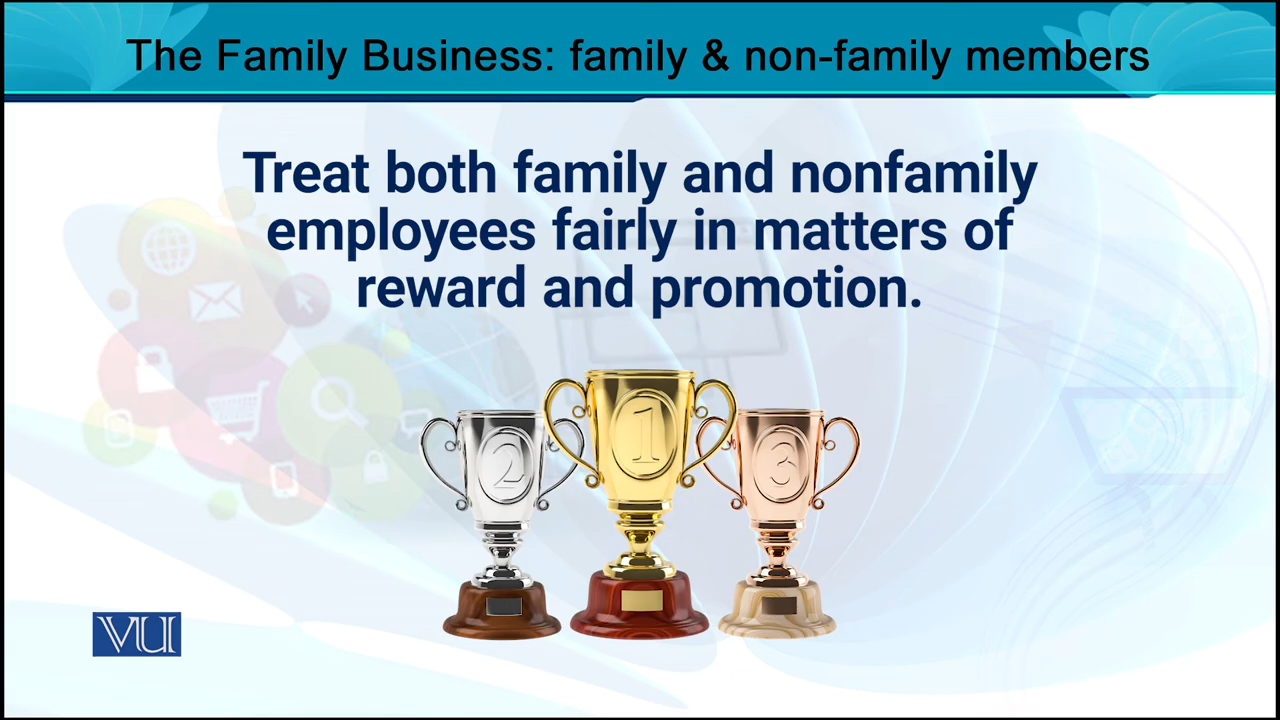 The Family Business: family & non-family members
Treat both family and nonfamily
employees fairly in matters of
reward and promotion.
2
1
3
VU